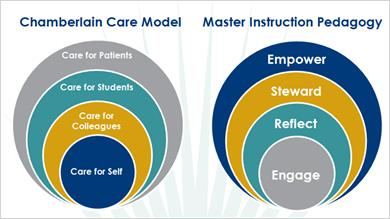 Chamberlain Care Model
Care for Patients
Care for Students
Care for
Colleagues
Care for Self
Master Instruction Pedagogy
Empower
Steward
Reflect
Engage